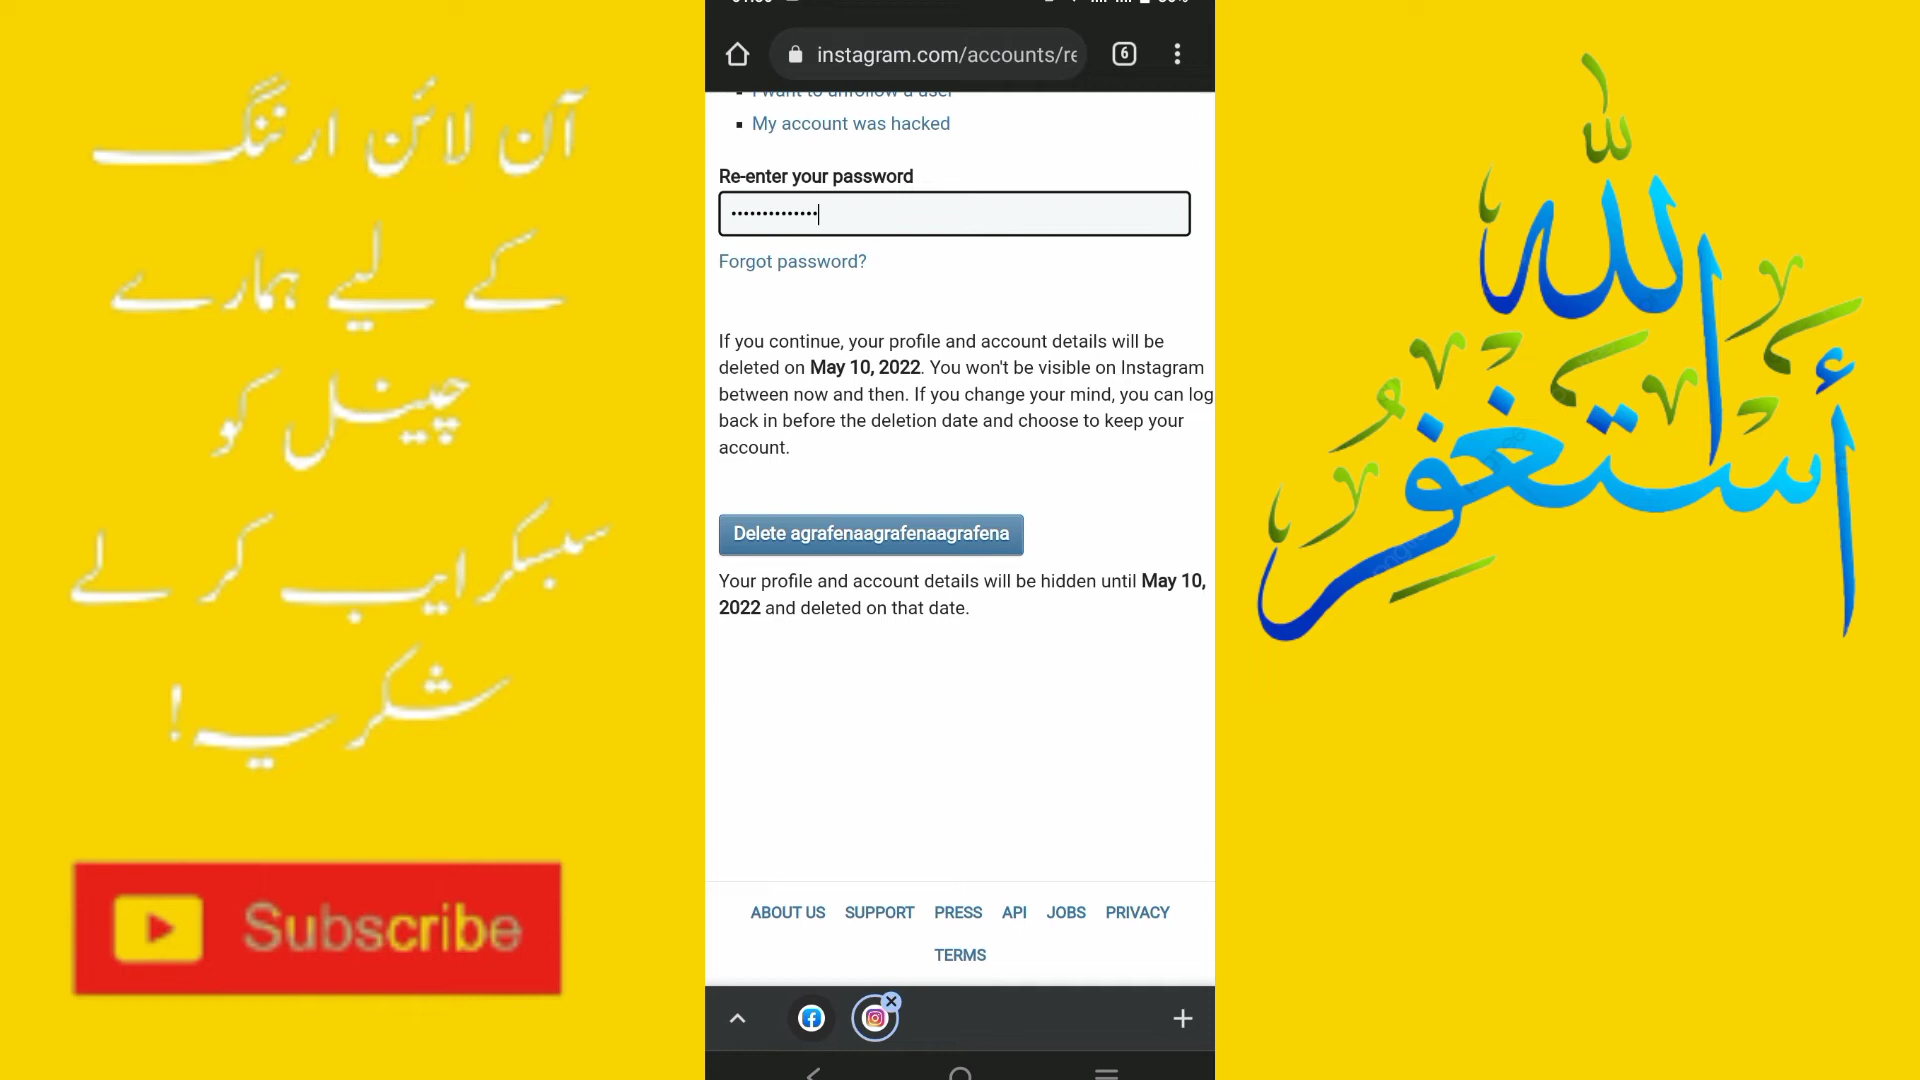 آن لائن ارننگ
کے لیے ہمارے
چینل کو
سبسکرایب کر لے
شکریہ!
Subscribe
instagram.com/accounts/re
6
I want to unfollow a user
My account was hacked
Re-enter your password
••••••••••••••
Forgot password?
If you continue, your profile and account details will be
deleted on May 10, 2022. You won't be visible on Instagram
between now and then. If you change your mind, you can log
back in before the deletion date and choose to keep your
account.
Delete agrafenaagrafenaagrafena
Your profile and account details will be hidden until May 10,
2022 and deleted on that date.
ABOUT US SUPPORT PRESS API JOBS PRIVACY
TERMS
أستغفر الله